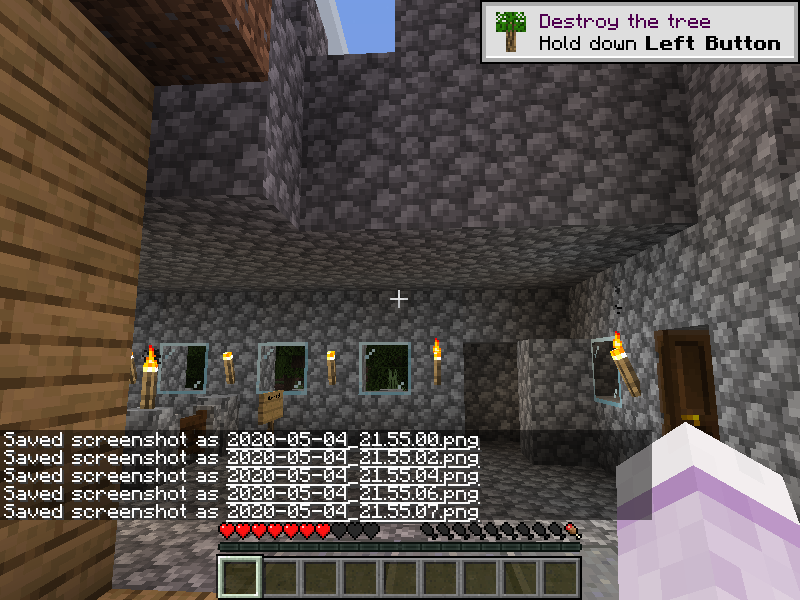 Destroy the tree
Hold down Left Button
Saved screenshot as 2020-05-04_21.55.00.png
Saved screenshot as 2020-05-04_21.55.02.png
Saved screenshot as 2020-05-04_21.55.04.png
Saved screenshot as 2020-05-04_21.55.06.png
Saved screenshot as 2020-05-04_21.55.07.png